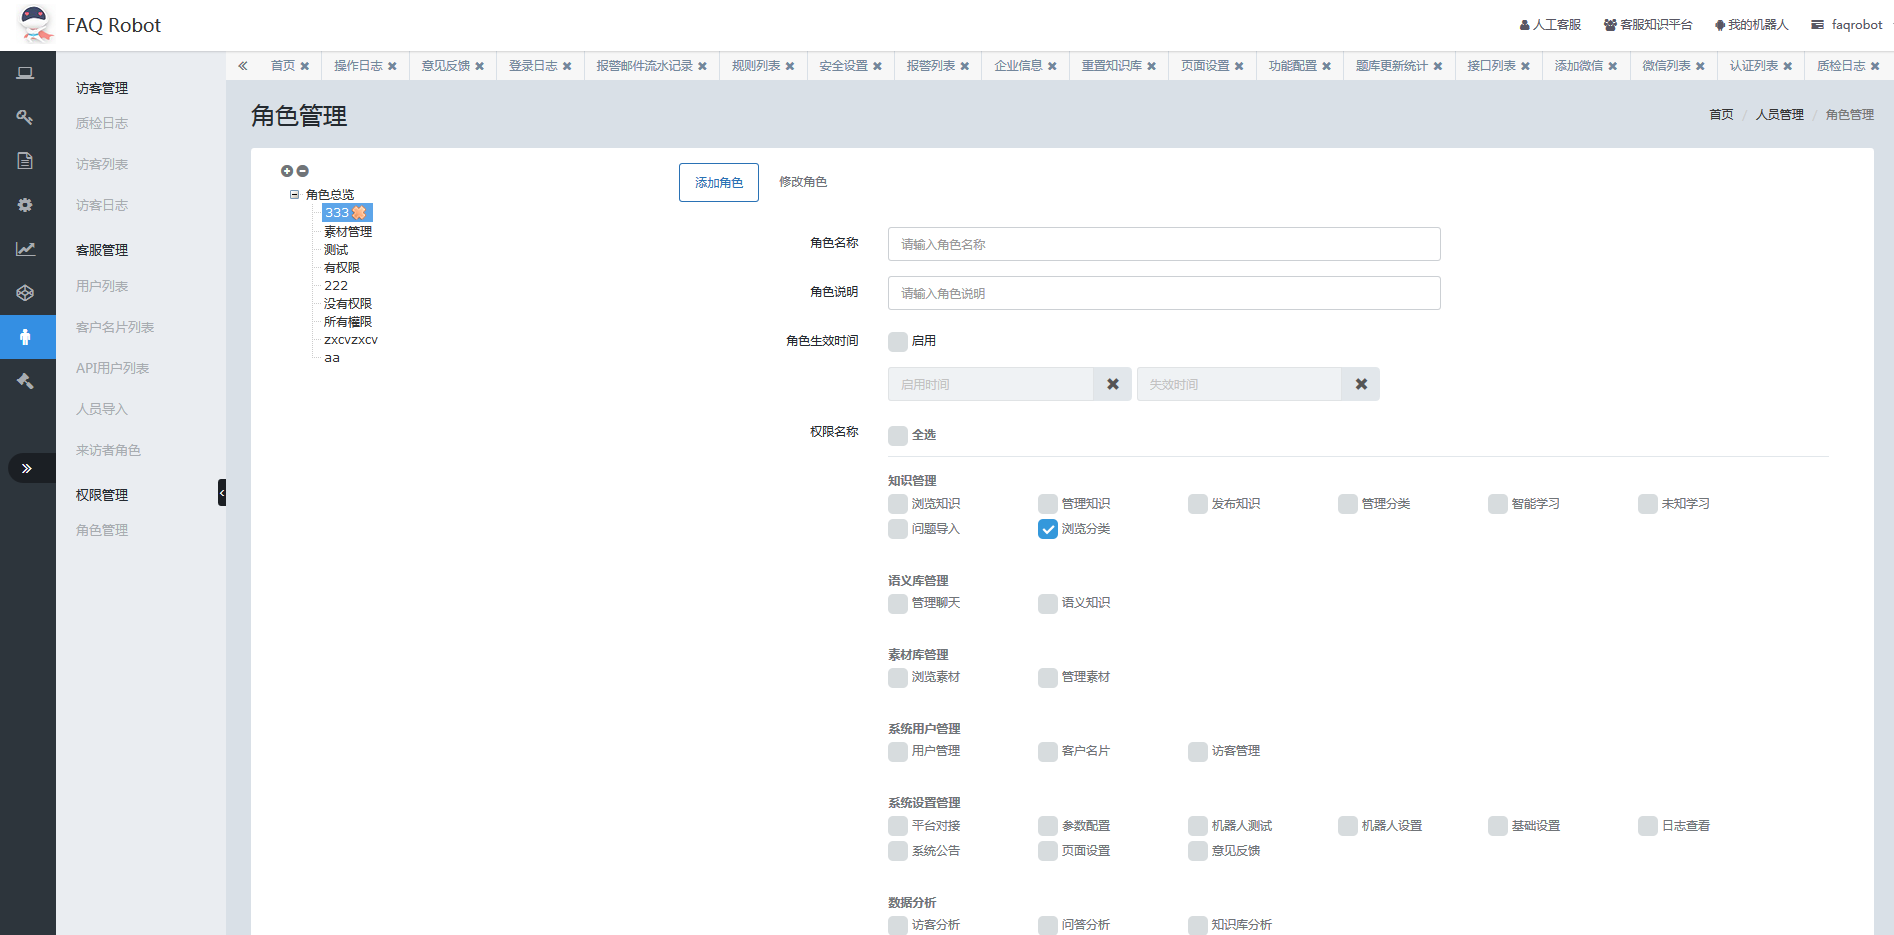 FAQ Robot
人工客服 客服知识平台 我的机器人 faqrobot
首页 操作日志 意见反馈 登录日志 报警邮件流水记录 规则列表 安全设置 报警列表 企业信息 重置知识库 页面设置 功能配置 题库更新统计 接口列表 添加微信 微信列表 认证列表 质检日志
访客管理
质检日志
访客列表
访客日志
客服管理
用户列表
客户名片列表
API用户列表
人员导入
来访者角色
权限管理
角色管理
角色管理
首页 / 人员管理 / 角色管理
角色总览
333
素材管理
测试
有权限
222
没有权限
所有權限
zxcvzxcv
aa
添加角色 修改角色
角色名称 请输入角色名称
角色说明 请输入角色说明
角色生效时间 启用
启用时间 失效时间
权限名称 全选
知识管理
浏览知识 管理知识 发布知识 管理分类 智能学习 未知学习
问题导入 浏览分类
语义库管理
管理聊天 语义知识
素材库管理
浏览素材 管理素材
系统用户管理
用户管理 客户名片 访客管理
系统设置管理
平台对接 参数配置 机器人测试 机器人设置 基础设置 日志查看
系统公告 页面设置 意见反馈
数据分析
访客分析 问答分析 知识库分析